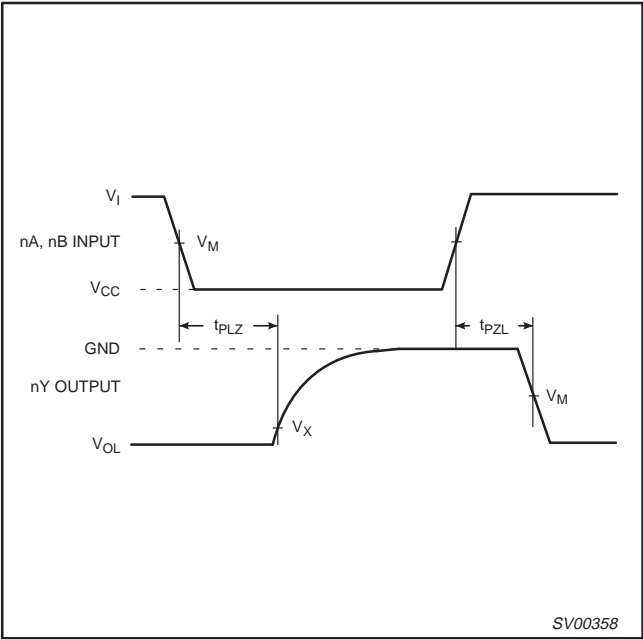 V_I
nA, nB INPUT
V_M
V_CC
t_PLZ
t_PZL
GND
nY OUTPUT
V_M
V_X
V_OL
SV00358